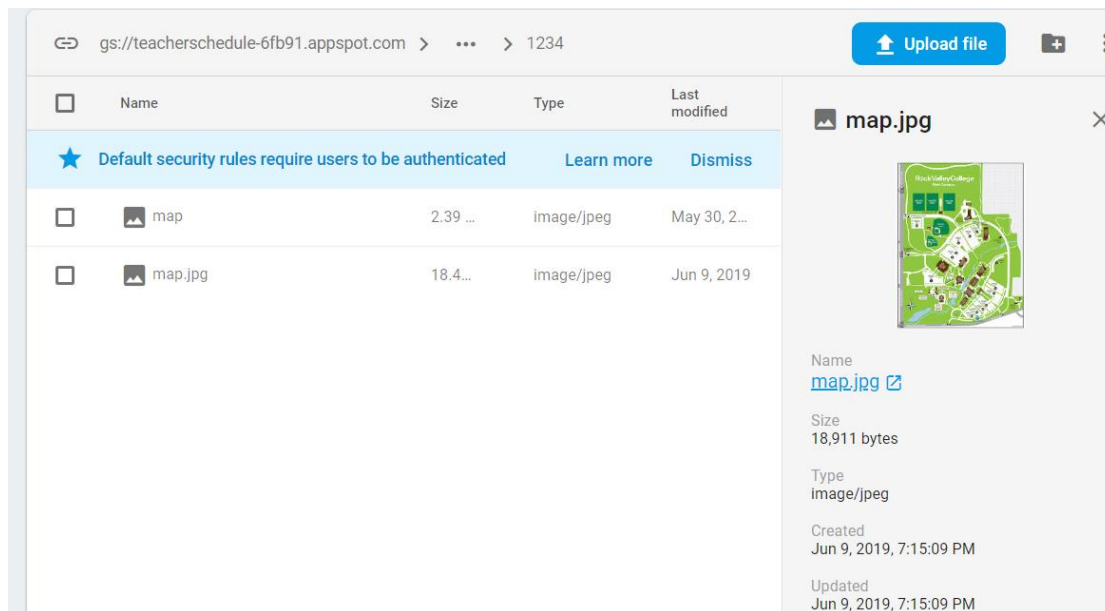 gs://teacherschedule-6fb91.appspot.com > ... > 1234
Upload file
Name Size Type Last modified
Default security rules require users to be authenticated Learn more Dismiss
map 2.39 ... image/jpeg May 30, 2...
map.jpg 18.4... image/jpeg Jun 9, 2019
map.jpg
RockValleyCollege
Name
map.jpg
Size
18,911 bytes
Type
image/jpeg
Created
Jun 9, 2019, 7:15:09 PM
Updated
Jun 9, 2019, 7:15:09 PM